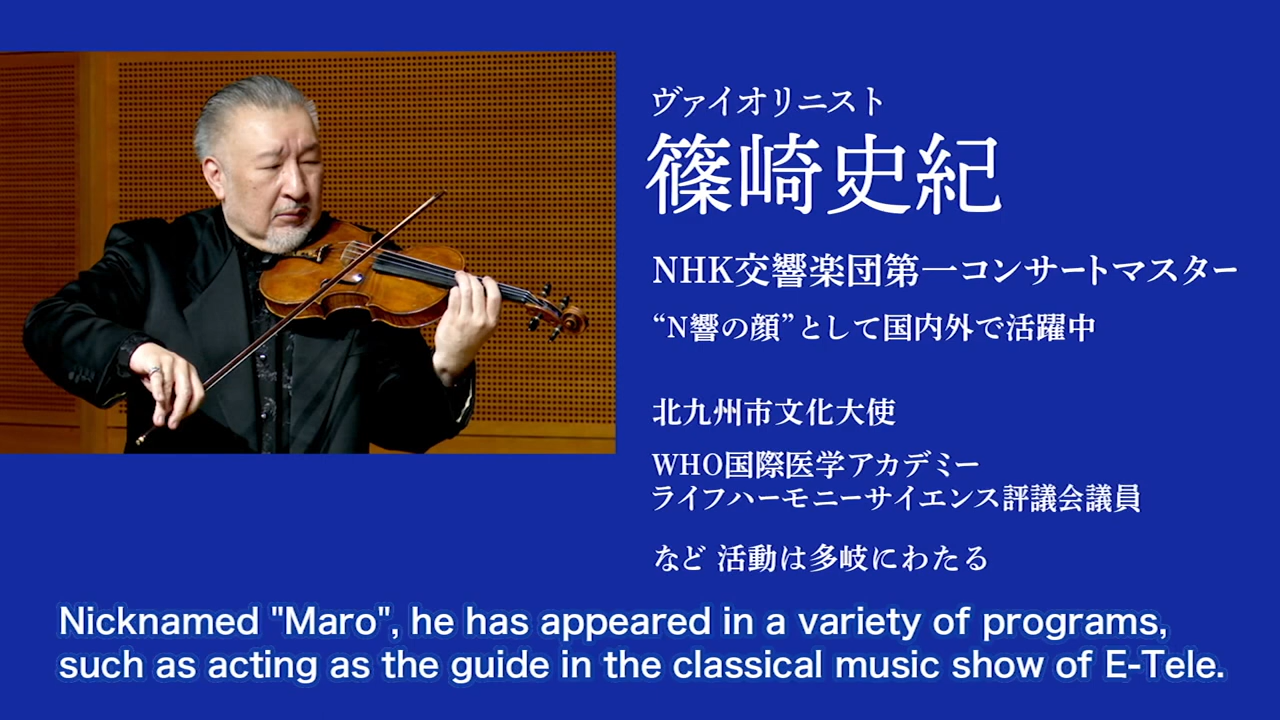 ヴァイオリニスト
篠崎史紀
NHK交響楽団第一コンサートマスター
“N響の顔”として国内外で活躍中
北九州市文化大使
WHO国際医学アカデミー
ライフハーモニーサイエンス評議会議員
など 活動は多岐にわたる
Nicknamed "Maro", he has appeared in a variety of programs,
such as acting as the guide in the classical music show of E-Tele.